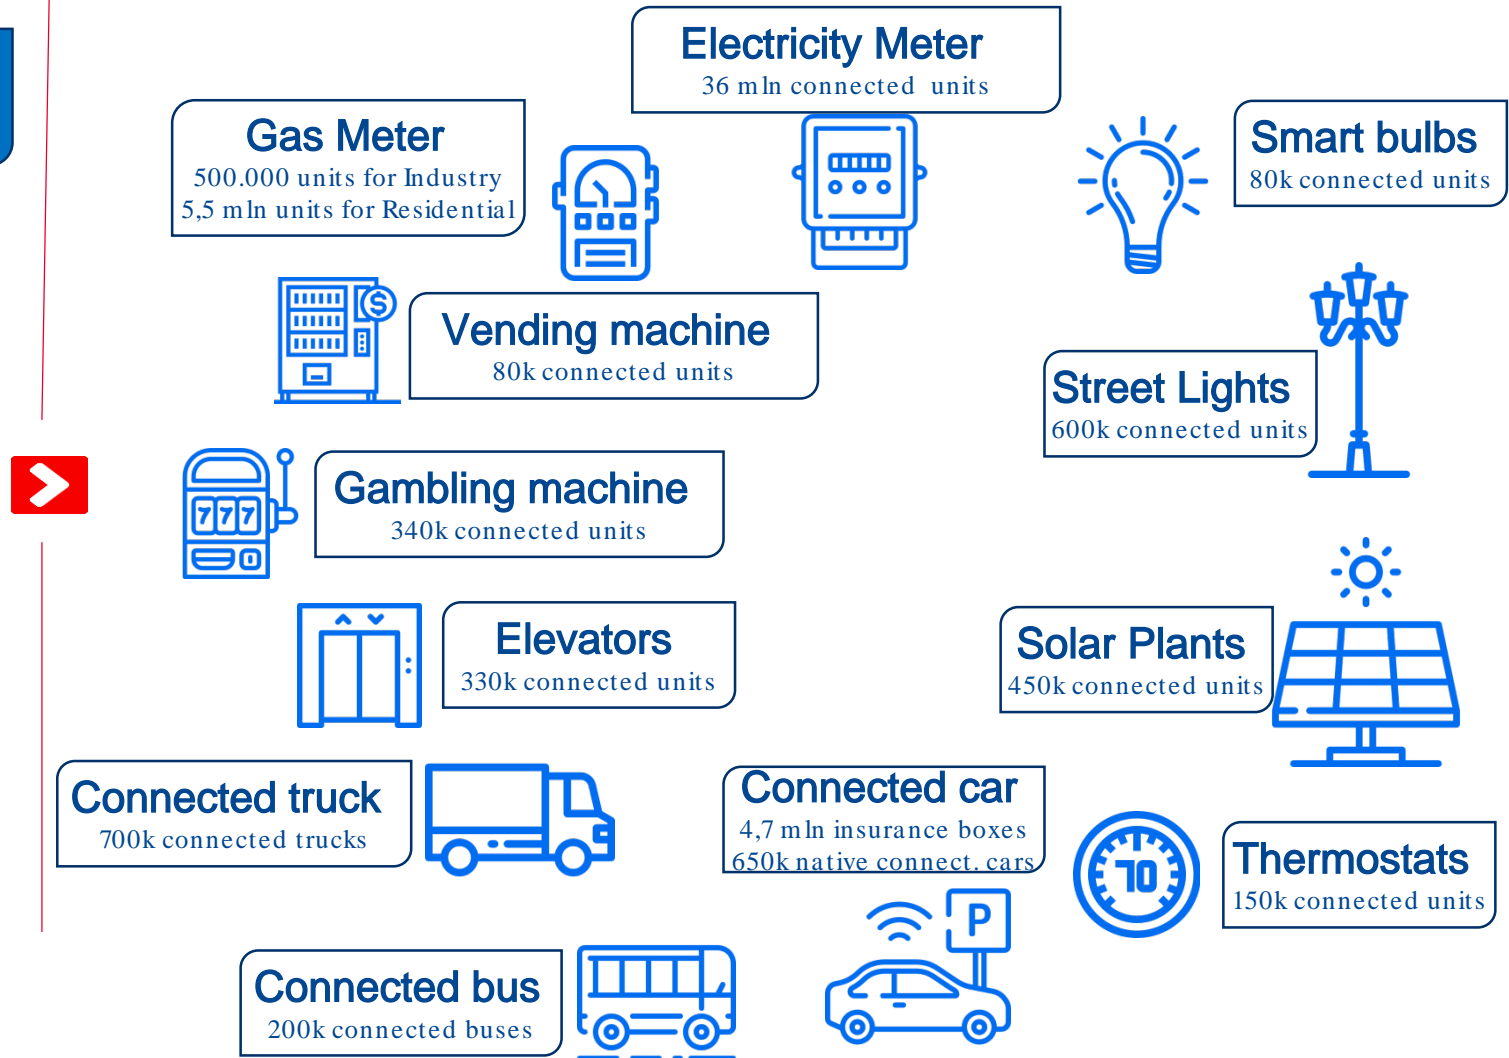 Electricity Meter
36 mln connected units
Gas Meter
500.000 units for Industry
5,5 mln units for Residential
Smart bulbs
80k connected units
Vending machine
80k connected units
$
Street Lights
600k connected units
Gambling machine
340k connected units
777
Elevators
330k connected units
Solar Plants
450k connected units
Connected truck
700k connected trucks
Connected car
4,7 mln insurance boxes
650k native connect. cars
70
Thermostats
150k connected units
P
Connected bus
200k connected buses